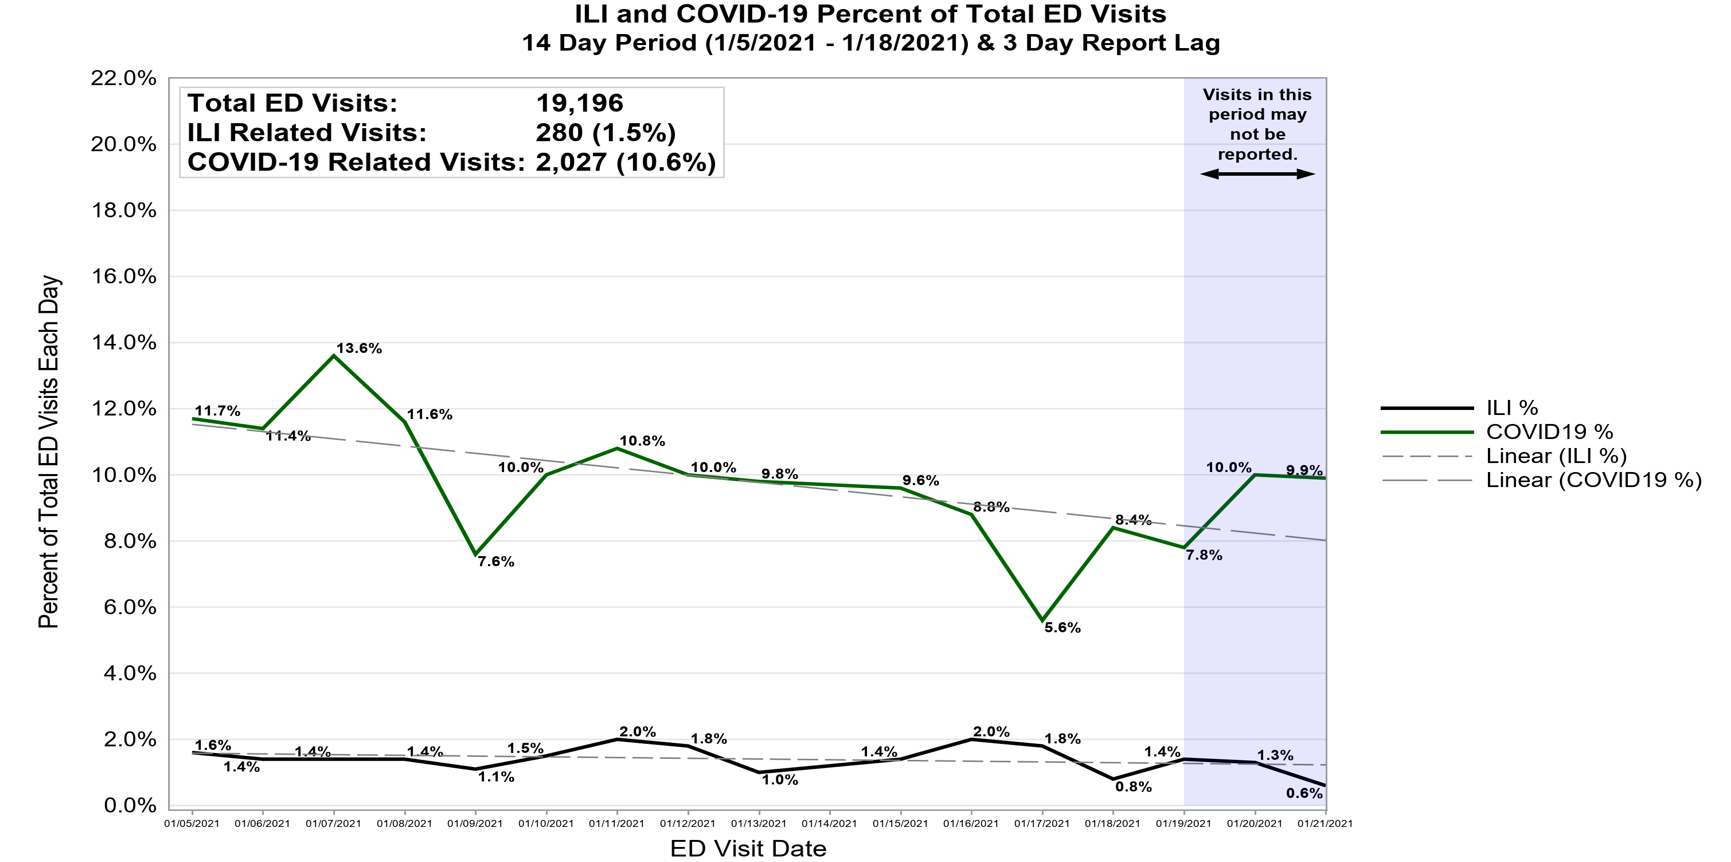 ILI and COVID-19 Percent of Total ED Visits
14 Day Period (1/5/2021 - 1/18/2021) & 3 Day Report Lag
Percent of Total ED Visits Each Day
22.0%
20.0%
18.0%
16.0%
14.0%
12.0%
10.0%
8.0%
6.0%
4.0%
2.0%
0.0%
Total ED Visits: 19,196
ILI Related Visits: 280 (1.5%)
COVID-19 Related Visits: 2,027 (10.6%)
Visits in this
period may
not be
reported.
11.7%
11.4%
13.6%
11.6%
7.6%
10.0%
10.8%
10.0%
9.8%
9.6%
8.8%
5.6%
8.4%
7.8%
10.0%
9.9%
1.6%
1.4%
1.4%
1.4%
1.1%
1.5%
2.0%
1.8%
1.0%
1.4%
2.0%
1.8%
0.8%
1.4%
1.3%
0.6%
01/05/2021 01/06/2021 01/07/2021 01/08/2021 01/09/2021 01/10/2021 01/11/2021 01/12/2021 01/13/2021 01/14/2021 01/15/2021 01/16/2021 01/17/2021 01/18/2021 01/19/2021 01/20/2021 01/21/2021
ED Visit Date
ILI %
COVID19 %
Linear (ILI %)
Linear (COVID19 %)